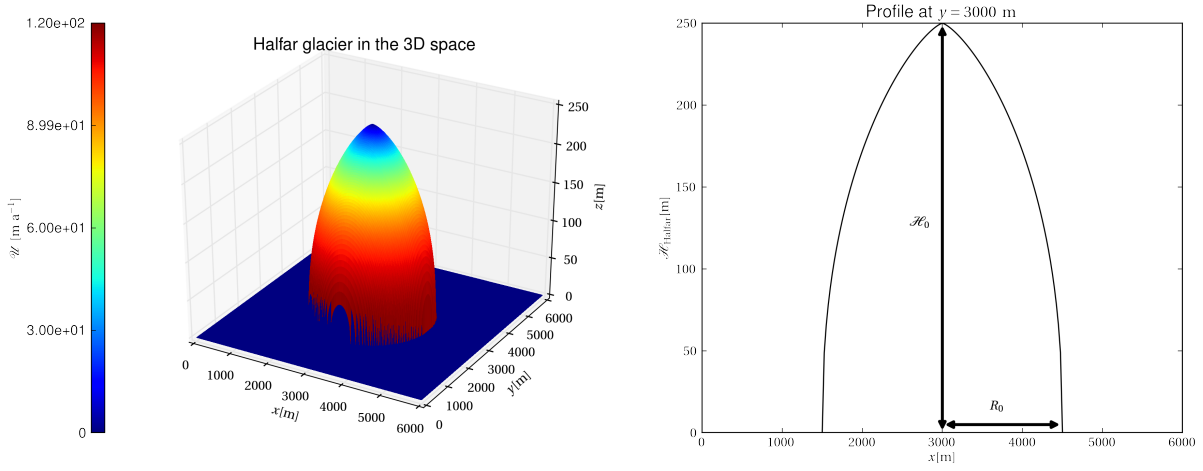 1.20e+02
8.99e+01
6.00e+01
3.00e+01
0
𝒰 [m a⁻¹]
Halfar glacier in the 3D space
250
200
150
100
50
0
z[m]
0
1000
2000
3000
4000
5000
6000
x[m]
0
1000
2000
3000
4000
5000
6000
y[m]
Profile at y = 3000 m
250
200
150
100
50
0
ℋ_Halfar[m]
ℋ₀
R₀
0 1000 2000 3000 4000 5000 6000
x[m]